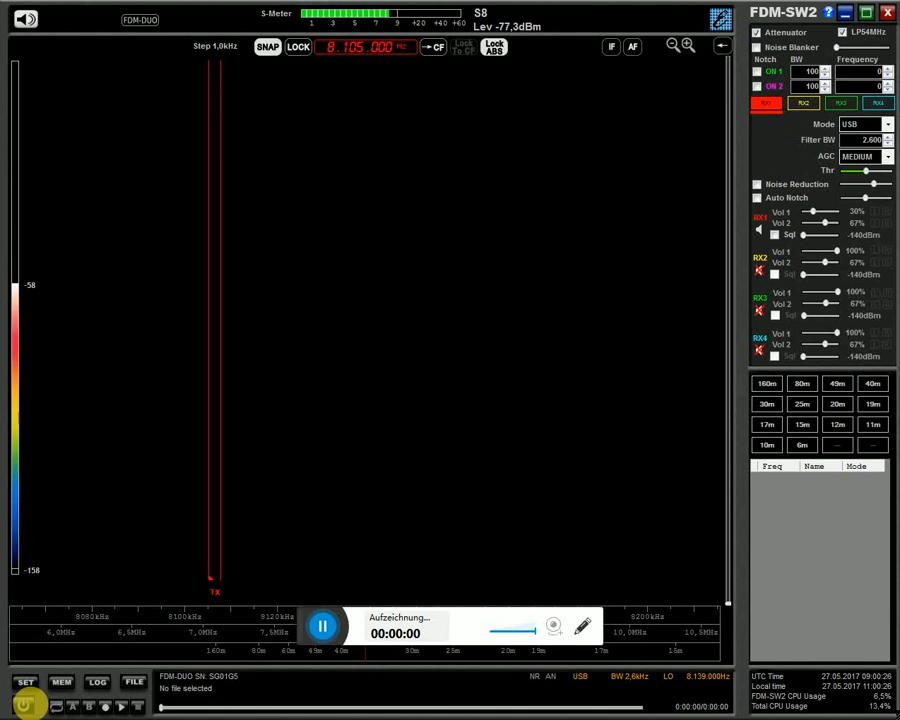 FDM-DUO
S-Meter
1 3 5 7 9 +20 +40 +60
S8
Lev -77,3dBm
FDM-SW2 ?
Step 1,0kHz
SNAP
LOCK
8.105.000 Hz
→CF
Lock To CF
Lock ABS
IF
AF
Attenuator
LP54MHz
Noise Blanker
Notch BW Frequency
ON 1 100 0
ON 2 100 0
RX1 RX2 RX3 RX4
Mode USB
Filter BW 2.600
AGC MEDIUM
Thr
Noise Reduction
Auto Notch
RX1
Vol 1 30%
Vol 2 67%
Sql -140dBm
RX2
Vol 1 100%
Vol 2 67%
Sql -140dBm
RX3
Vol 1 100%
Vol 2 67%
Sql -140dBm
RX4
Vol 1 100%
Vol 2 67%
Sql -140dBm
160m 80m 49m 40m
30m 25m 20m 19m
17m 15m 12m 11m
10m 6m --- ---
Freq Name Mode
-58
-158
TX
8080kHz 8100kHz 8120kHz 8200kHz
6,0MHz 6,5MHz 7,0MHz 7,5MHz 10,0MHz 10,5MHz
160m 80m 60m 49m 40m 30m 25m 20m 19m 17m 15m
Aufzeichnung...
00:00:00
SET MEM LOG FILE
A B
FDM-DUO SN: SG01G5
No file selected
NR AN USB BW 2,6kHz LO 8.139.000Hz
0:00:00/0:00:00
UTC Time 27.05.2017 09:00:26
Local time 27.05.2017 11:00:26
FDM-SW2 CPU Usage 6,5%
Total CPU Usage 13,4%